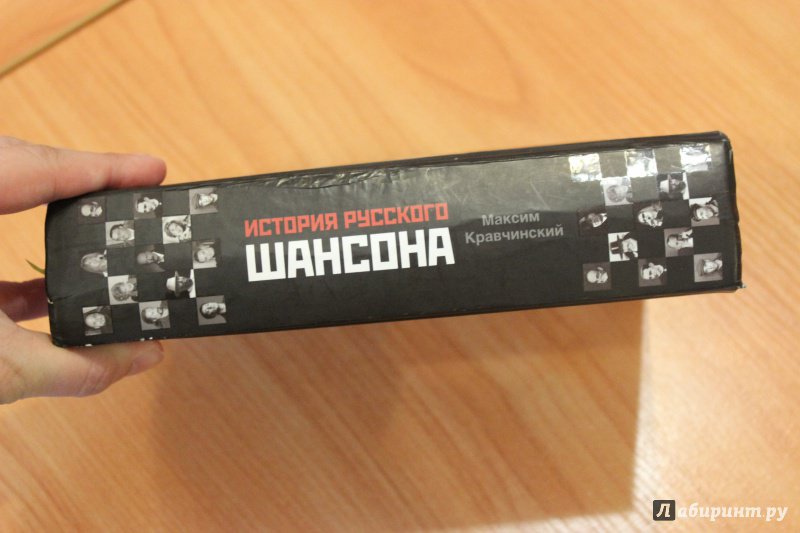 ИСТОРИЯ РУССКОГО
ШАНСОНА
Максим
Кравчинский
Лабиринт.ру